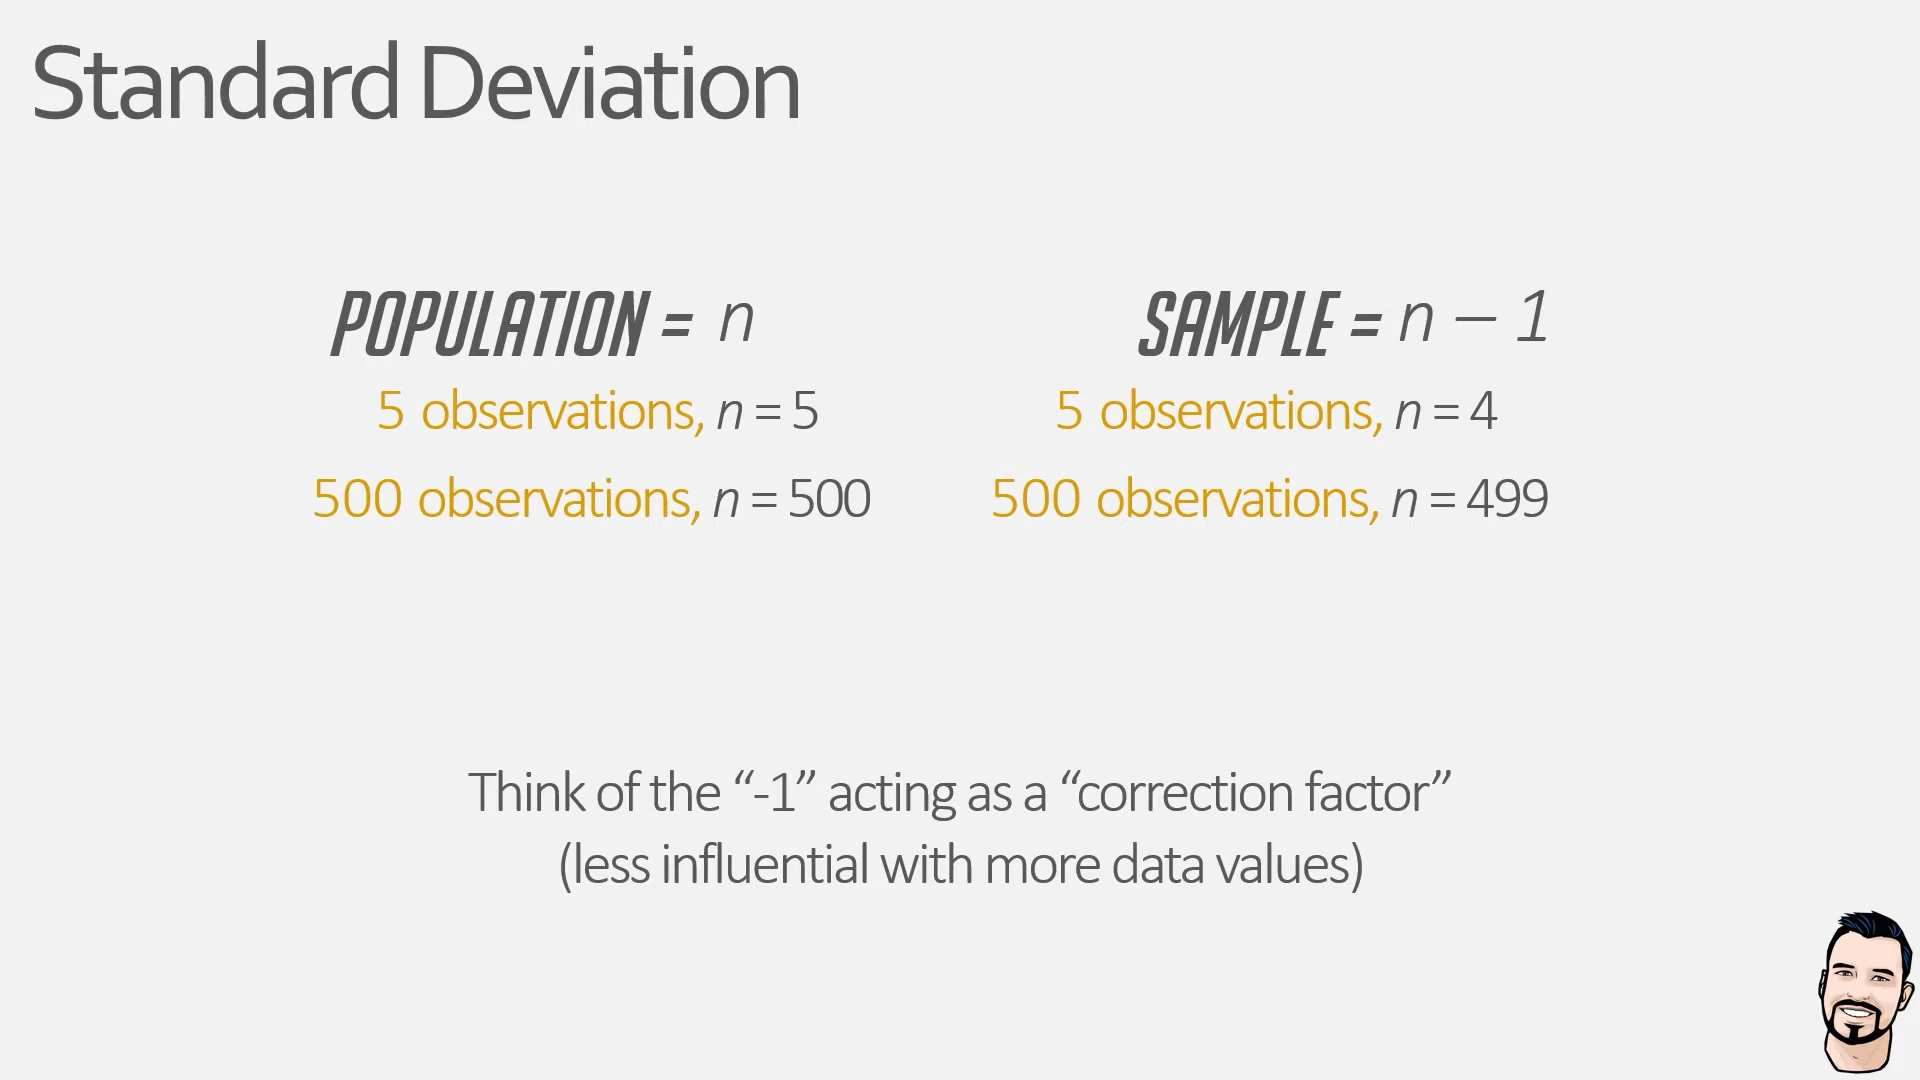 Standard Deviation
POPULATION = n
5 observations, n = 5
500 observations, n = 500
SAMPLE = n – 1
5 observations, n = 4
500 observations, n = 499
Think of the “-1” acting as a “correction factor”
(less influential with more data values)